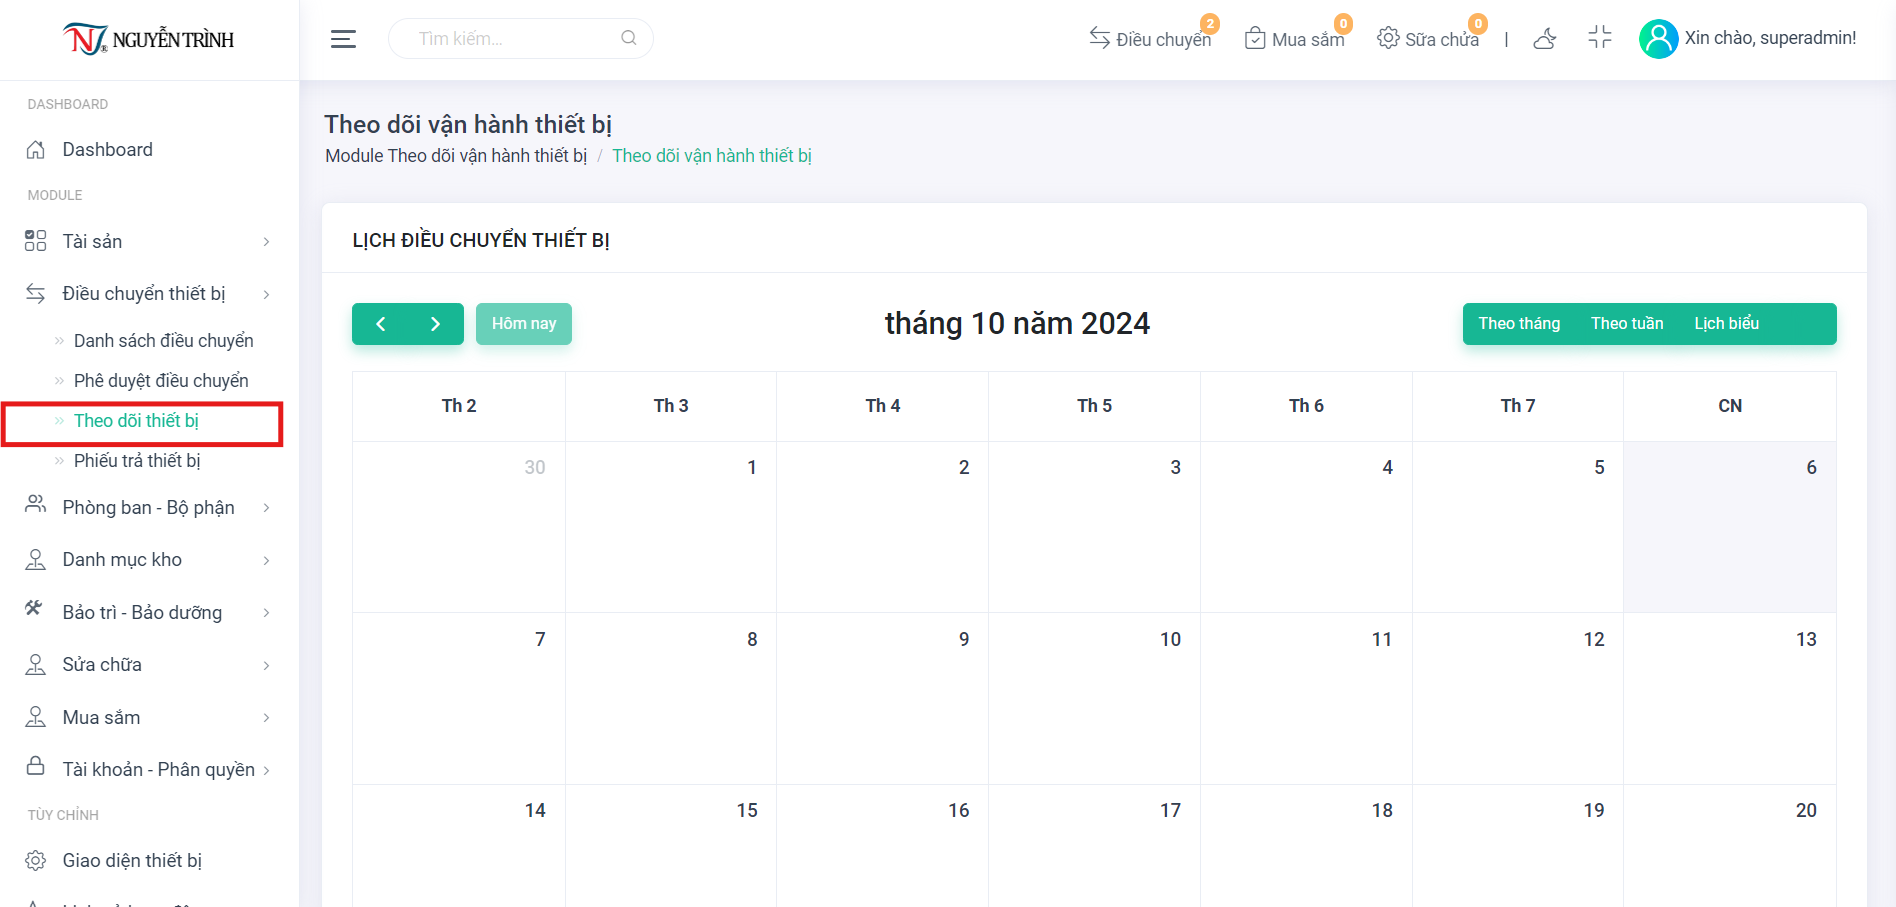 NT® NGUYỄN TRÌNH
Tìm kiếm...
Điều chuyển 2
Mua sắm 0
Sữa chửa 0
|
Xin chào, superadmin!
DASHBOARD
Dashboard
MODULE
Tài sản
Điều chuyển thiết bị
Danh sách điều chuyển
Phê duyệt điều chuyển
Theo dõi thiết bị
Phiếu trả thiết bị
Phòng ban - Bộ phận
Danh mục kho
Bảo trì - Bảo dưỡng
Sửa chữa
Mua sắm
Tài khoản - Phân quyền
TÙY CHỈNH
Giao diện thiết bị
Theo dõi vận hành thiết bị
Module Theo dõi vận hành thiết bị / Theo dõi vận hành thiết bị
LỊCH ĐIỀU CHUYỂN THIẾT BỊ
Hôm nay
tháng 10 năm 2024
Theo tháng Theo tuần Lịch biểu
Th 2 Th 3 Th 4 Th 5 Th 6 Th 7 CN
30 1 2 3 4 5 6
7 8 9 10 11 12 13
14 15 16 17 18 19 20